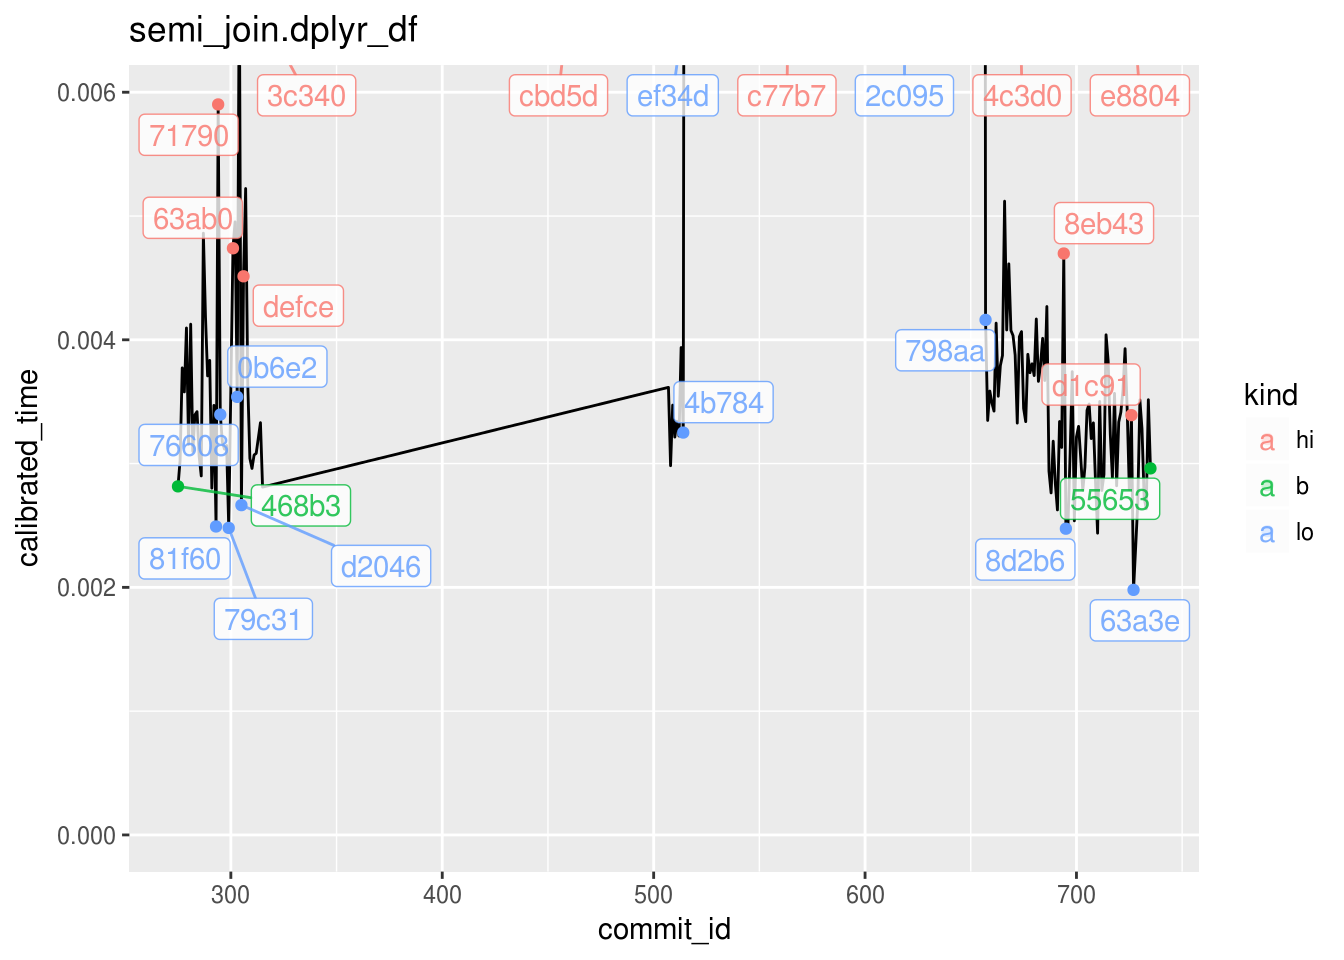 semi_join.dplyr_df
0.006
0.004
0.002
0.000
calibrated_time
3c340
cbd5d
ef34d
c77b7
2c095
4c3d0
e8804
71790
63ab0
8eb43
defce
0b6e2
798aa
d1c91
4b784
76608
468b3
55653
81f60
d2046
8d2b6
79c31
63a3e
300
400
500
600
700
commit_id
kind
a hi
a b
a lo